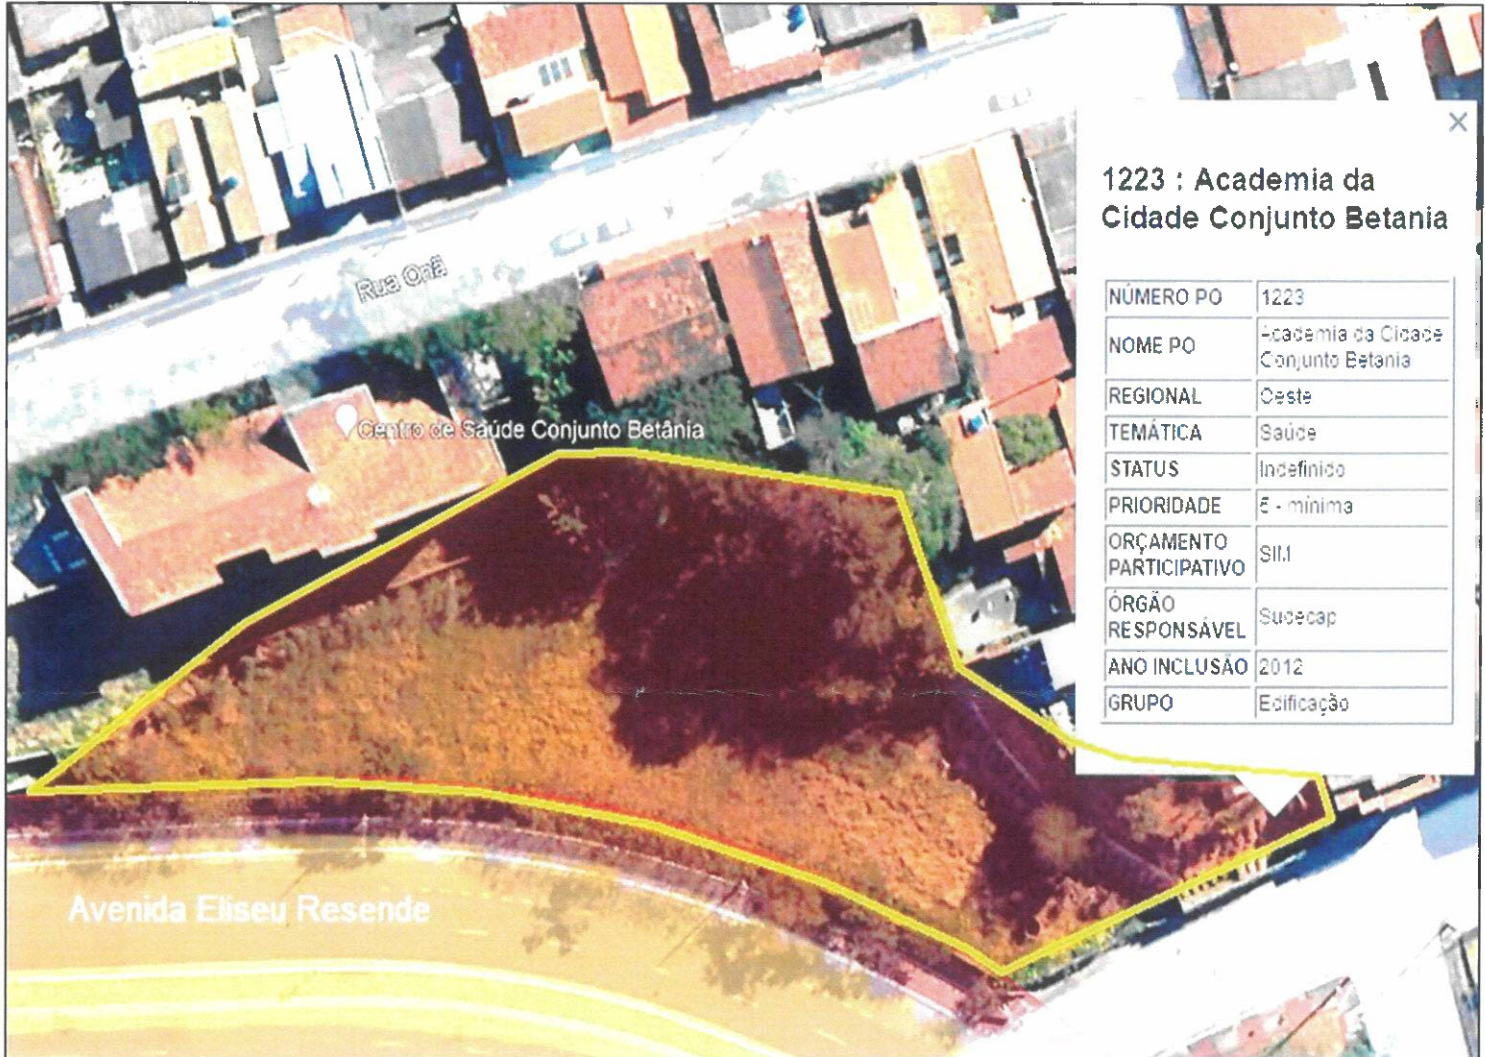 ×
1223 : Academia da
Cidade Conjunto Betania
NÚMERO PO 1223
NOME PO Academia da Cidade
Conjunto Betania
REGIONAL Oeste
TEMÁTICA Saúde
STATUS Indefinido
PRIORIDADE 5 - mínima
ORÇAMENTO
PARTICIPATIVO SIM
ÓRGÃO
RESPONSÁVEL Sudecap
ANO INCLUSÃO 2012
GRUPO Edificação
Rua Onã
Centro de Saúde Conjunto Betânia
Avenida Eliseu Resende